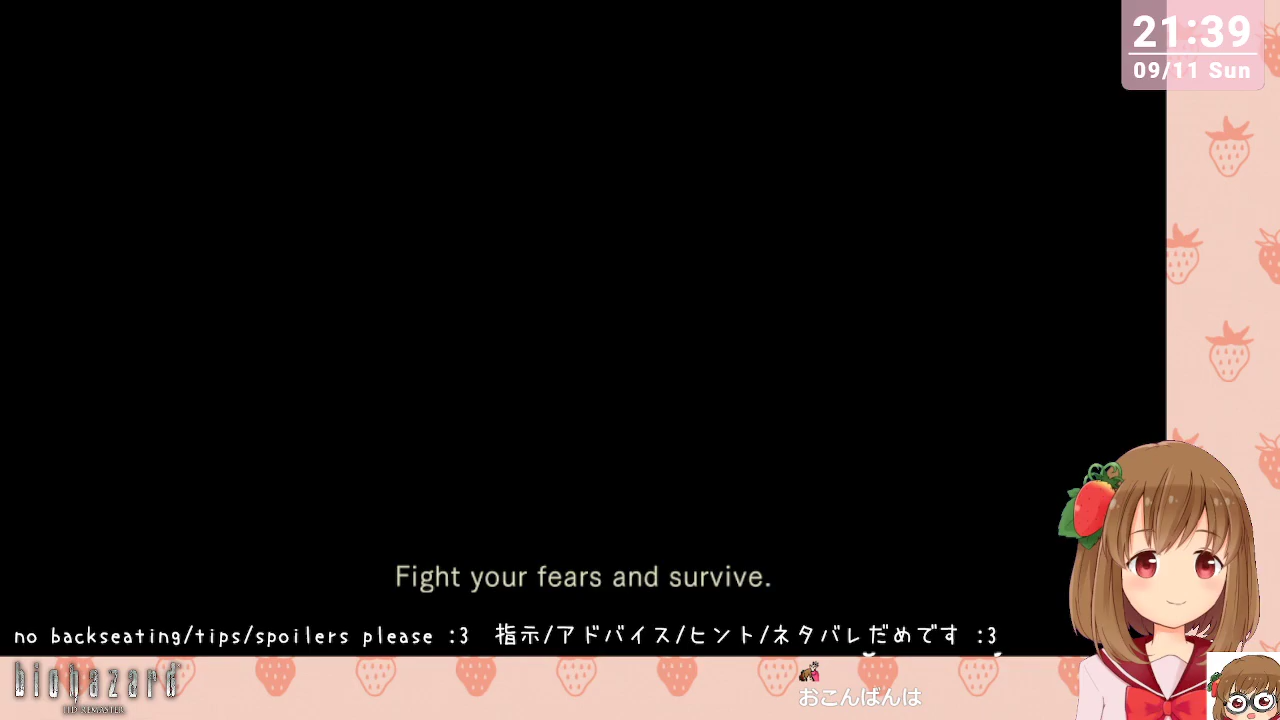 21:39
09/11 Sun
Fight your fears and survive.
no backseating/tips/spoilers please :3 指示/アドバイス/ヒント/ネタバレだめです :3
biohazard
HD REMASTER
おこんばんは